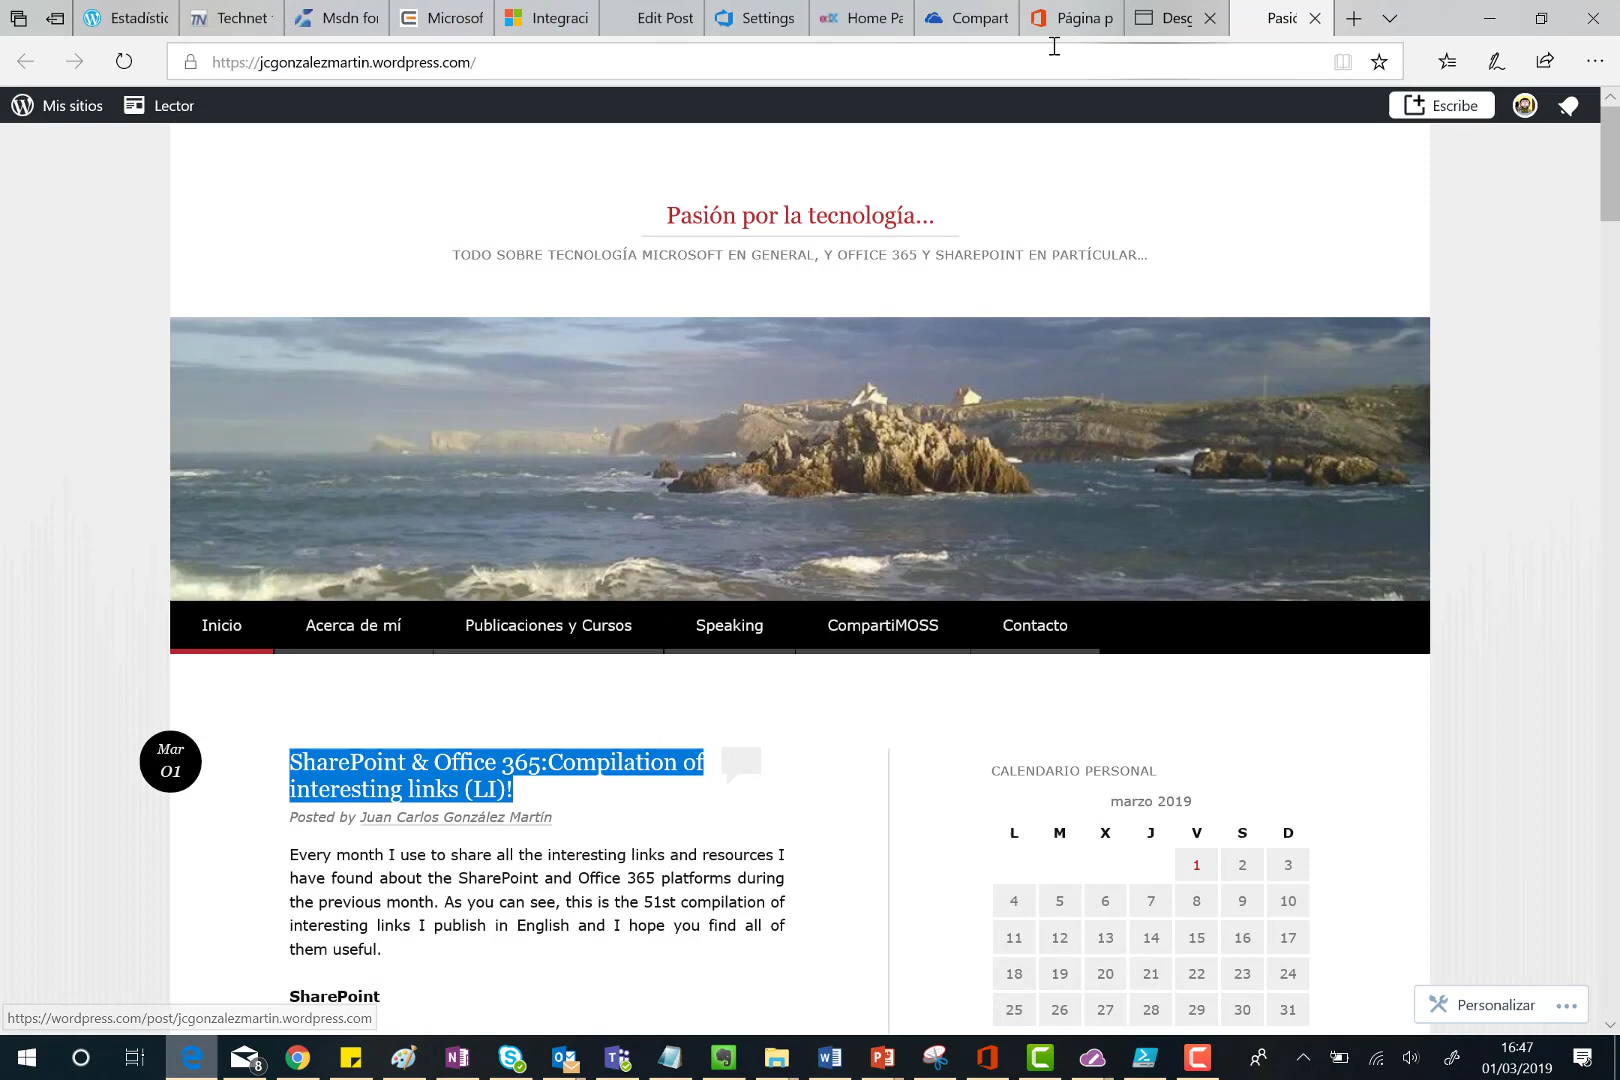 Estadístic
Technet
Msdn for
Microsof
Integraci
Edit Post
Settings
Home Pa
Compart
Página p
Desg
Pasió
https://jcgonzalezmartin.wordpress.com/
Mis sitios
Lector
Escribe
Pasión por la tecnología...
TODO SOBRE TECNOLOGÍA MICROSOFT EN GENERAL, Y OFFICE 365 Y SHAREPOINT EN PARTÍCULAR...
Inicio
Acerca de mí
Publicaciones y Cursos
Speaking
CompartiMOSS
Contacto
Mar
01
SharePoint & Office 365:Compilation of
interesting links (LI)!
Posted by Juan Carlos González Martín
Every month I use to share all the interesting links and resources I
have found about the SharePoint and Office 365 platforms during
the previous month. As you can see, this is the 51st compilation of
interesting links I publish in English and I hope you find all of
them useful.
SharePoint
CALENDARIO PERSONAL
marzo 2019
L M X J V S D
1 2 3
4 5 6 7 8 9 10
11 12 13 14 15 16 17
18 19 20 21 22 23 24
25 26 27 28 29 30 31
Personalizar
https://wordpress.com/post/jcgonzalezmartin.wordpress.com
8
16:47
01/03/2019